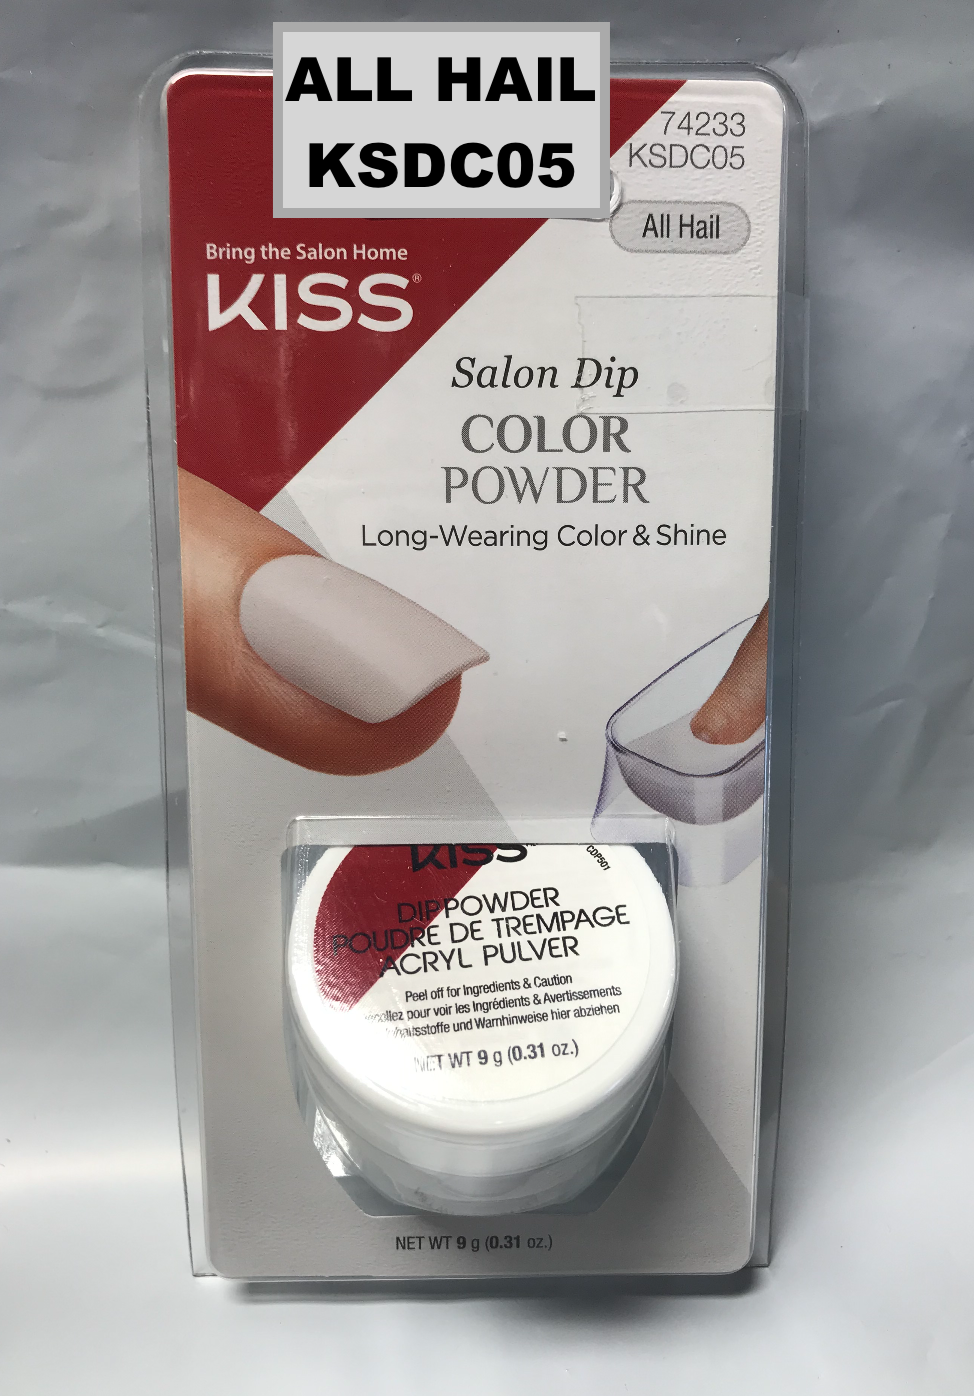 ALL HAIL
KSDC05
74233
KSDC05
All Hail
Bring the Salon Home
KISS®
Salon Dip
COLOR
POWDER
Long-Wearing Color & Shine
KISS™
CDP501
DIP POWDER
POUDRE DE TREMPAGE
ACRYL PULVER
Peel off for Ingredients & Caution
pour voir les Ingrédients & Avertissements
und Warnhinweise hier abziehen
NET WT 9 g (0.31 oz.)
NET WT 9 g (0.31 oz.)